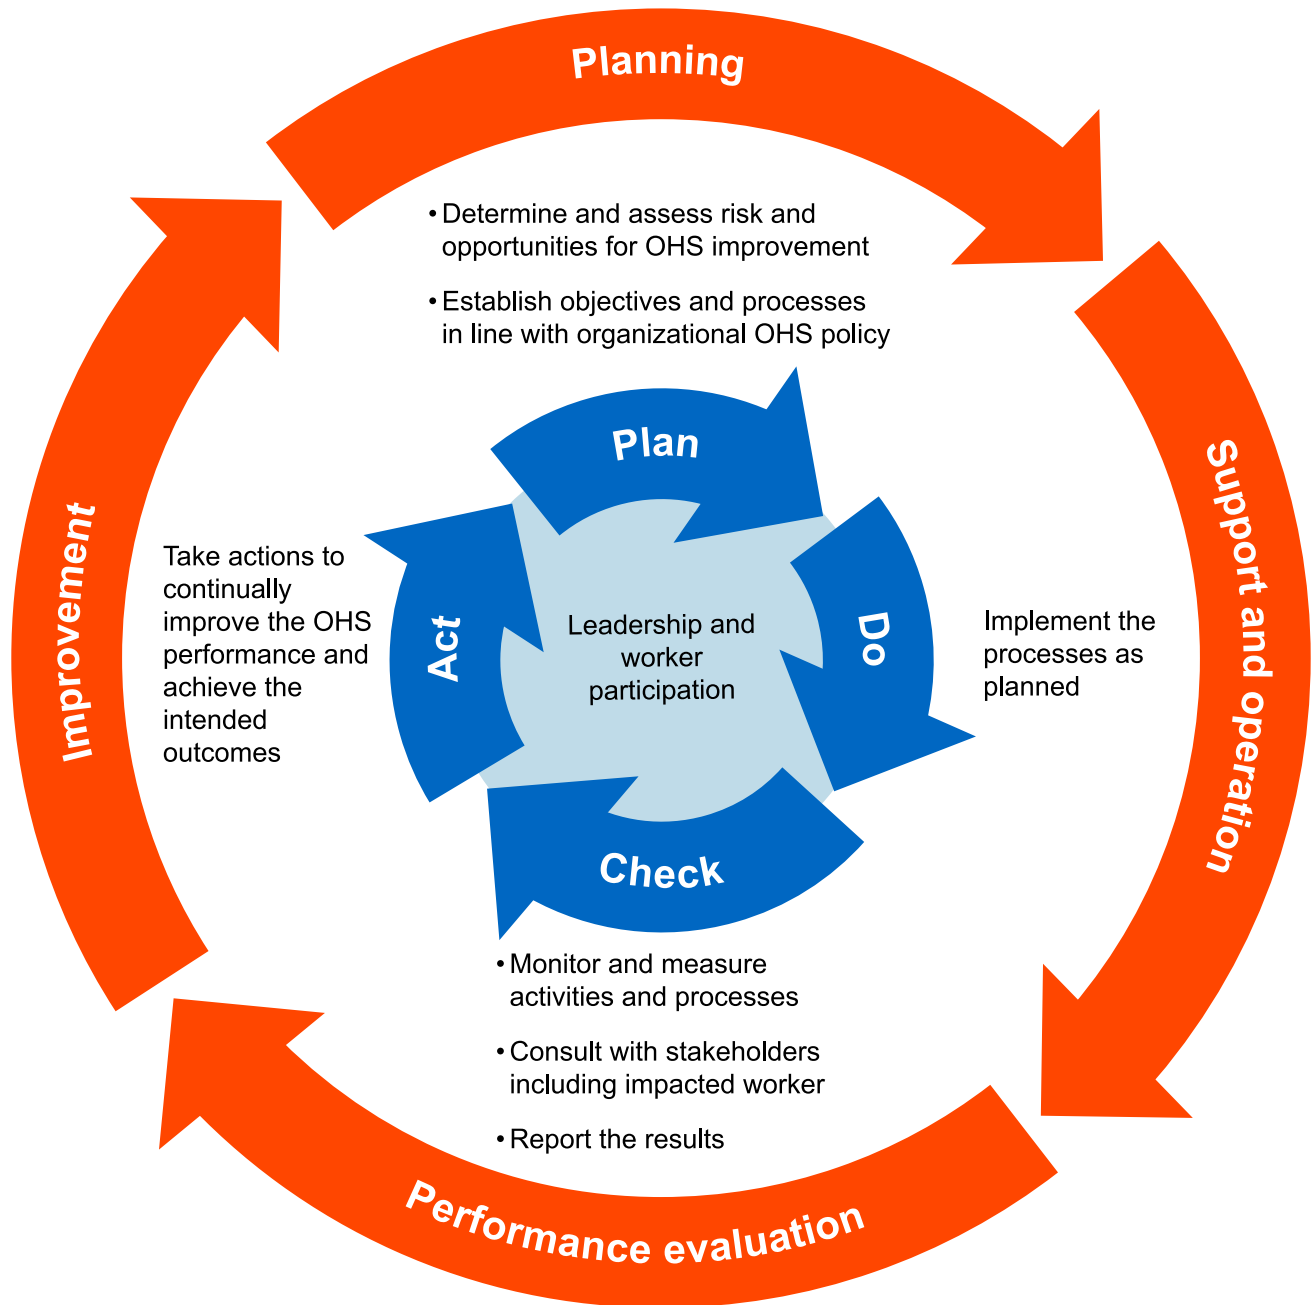 Planning
• Determine and assess risk and
opportunities for OHS improvement
• Establish objectives and processes
in line with organizational OHS policy
Plan
Support and operation
Do
Implement the
processes as
planned
Leadership and
worker
participation
Act
Improvement
Take actions to
continually
improve the OHS
performance and
achieve the
intended
outcomes
Check
• Monitor and measure
activities and processes
• Consult with stakeholders
including impacted worker
• Report the results
Performance evaluation